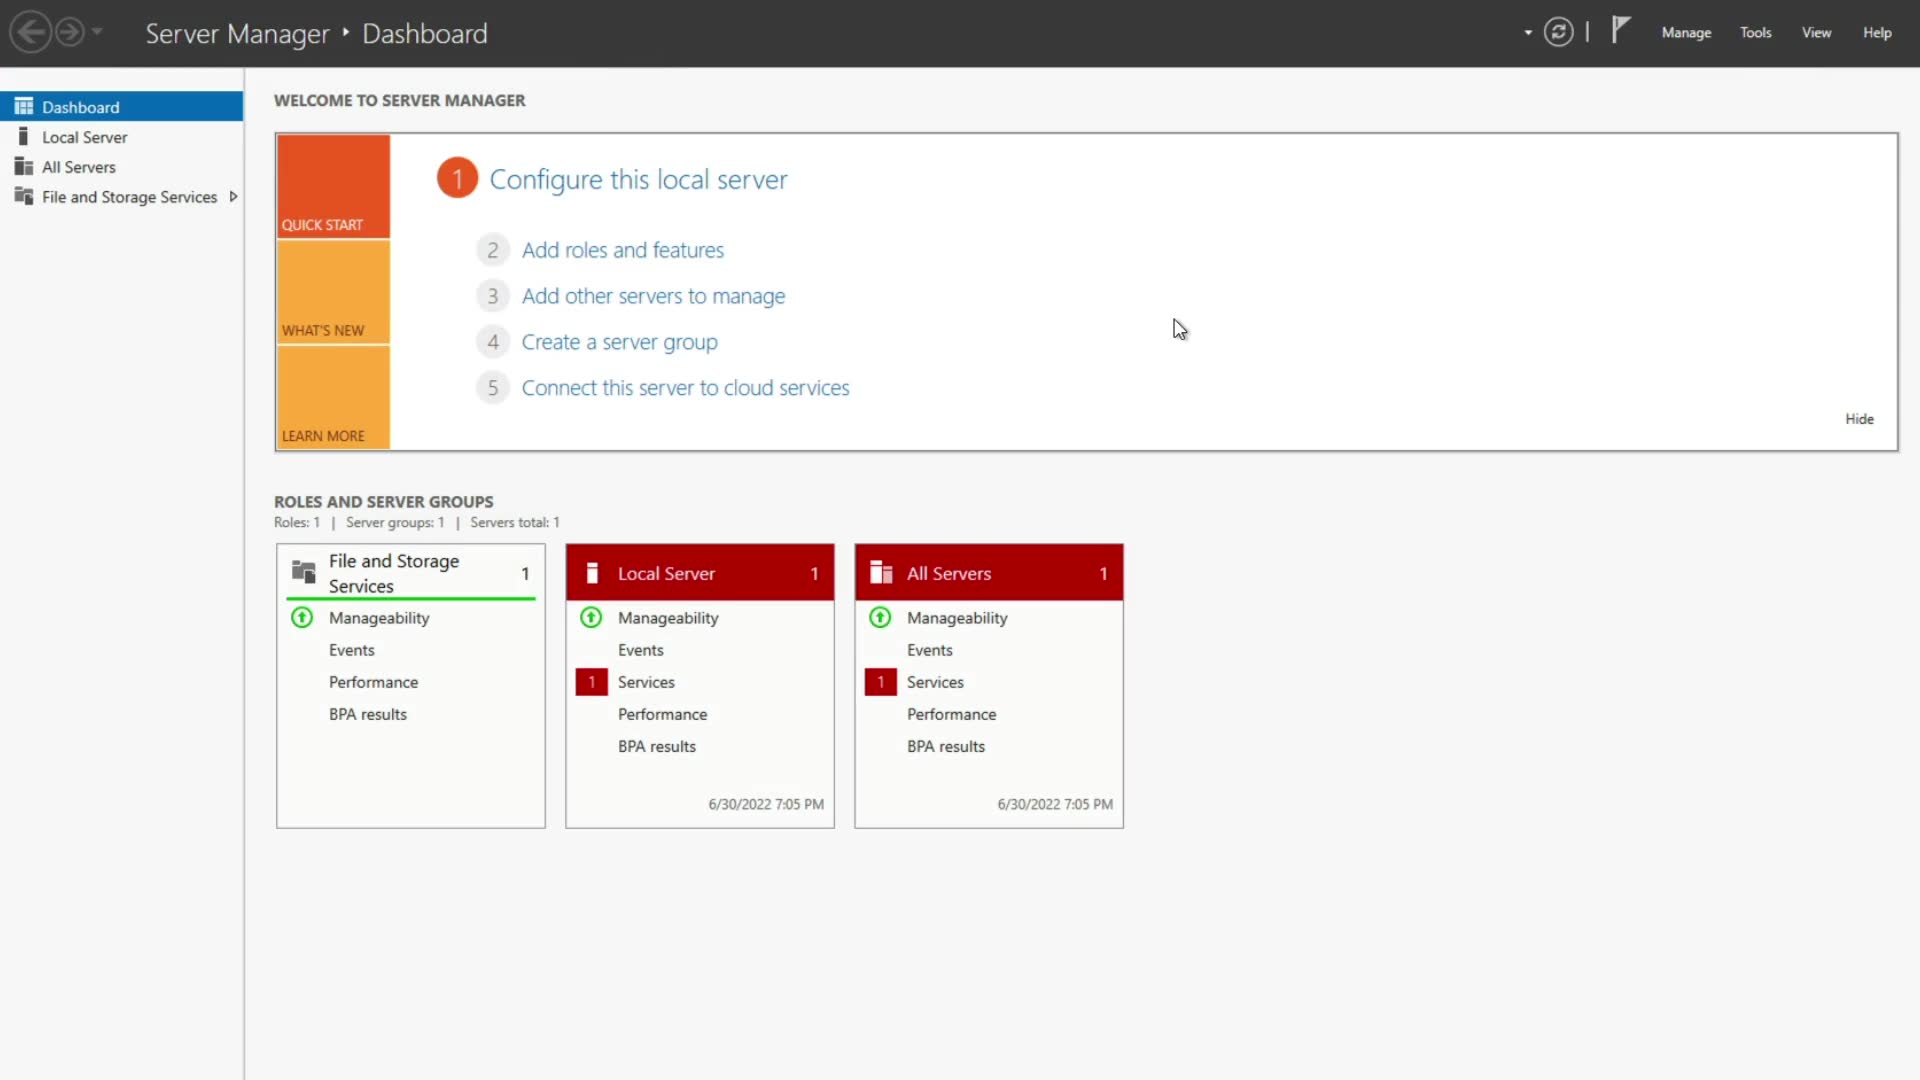 Server Manager ‣ Dashboard
Manage Tools View Help
Dashboard
Local Server
All Servers
File and Storage Services
WELCOME TO SERVER MANAGER
QUICK START
WHAT'S NEW
LEARN MORE
1 Configure this local server
2 Add roles and features
3 Add other servers to manage
4 Create a server group
5 Connect this server to cloud services
Hide
ROLES AND SERVER GROUPS
Roles: 1 | Server groups: 1 | Servers total: 1
File and Storage
Services 1
Manageability
Events
Performance
BPA results
Local Server 1
Manageability
Events
1 Services
Performance
BPA results
6/30/2022 7:05 PM
All Servers 1
Manageability
Events
1 Services
Performance
BPA results
6/30/2022 7:05 PM